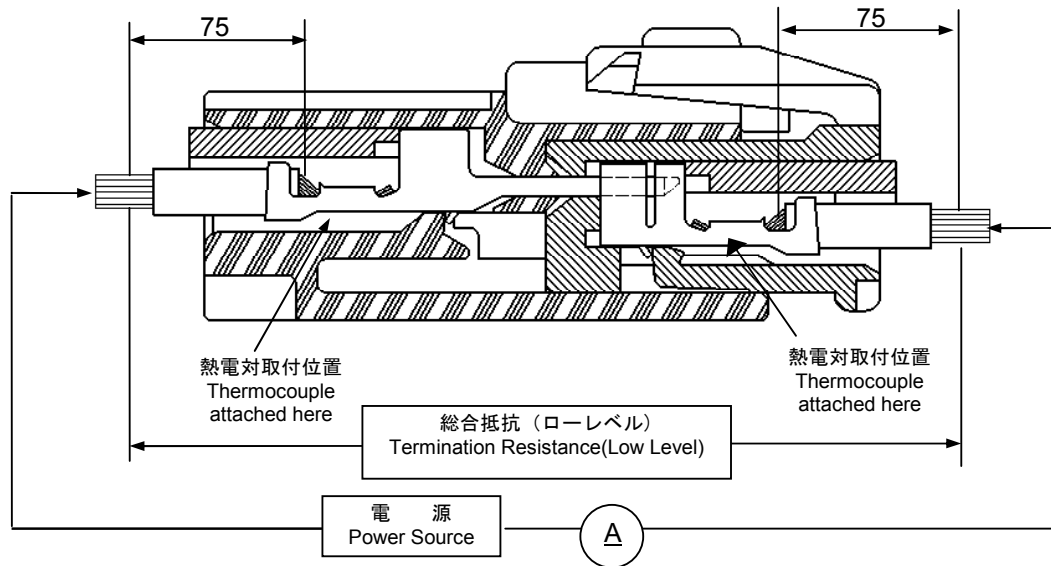 75
75
熱電対取付位置
Thermocouple
attached here
熱電対取付位置
Thermocouple
attached here
総合抵抗（ローレベル）
Termination Resistance(Low Level)
電　源
Power Source
A